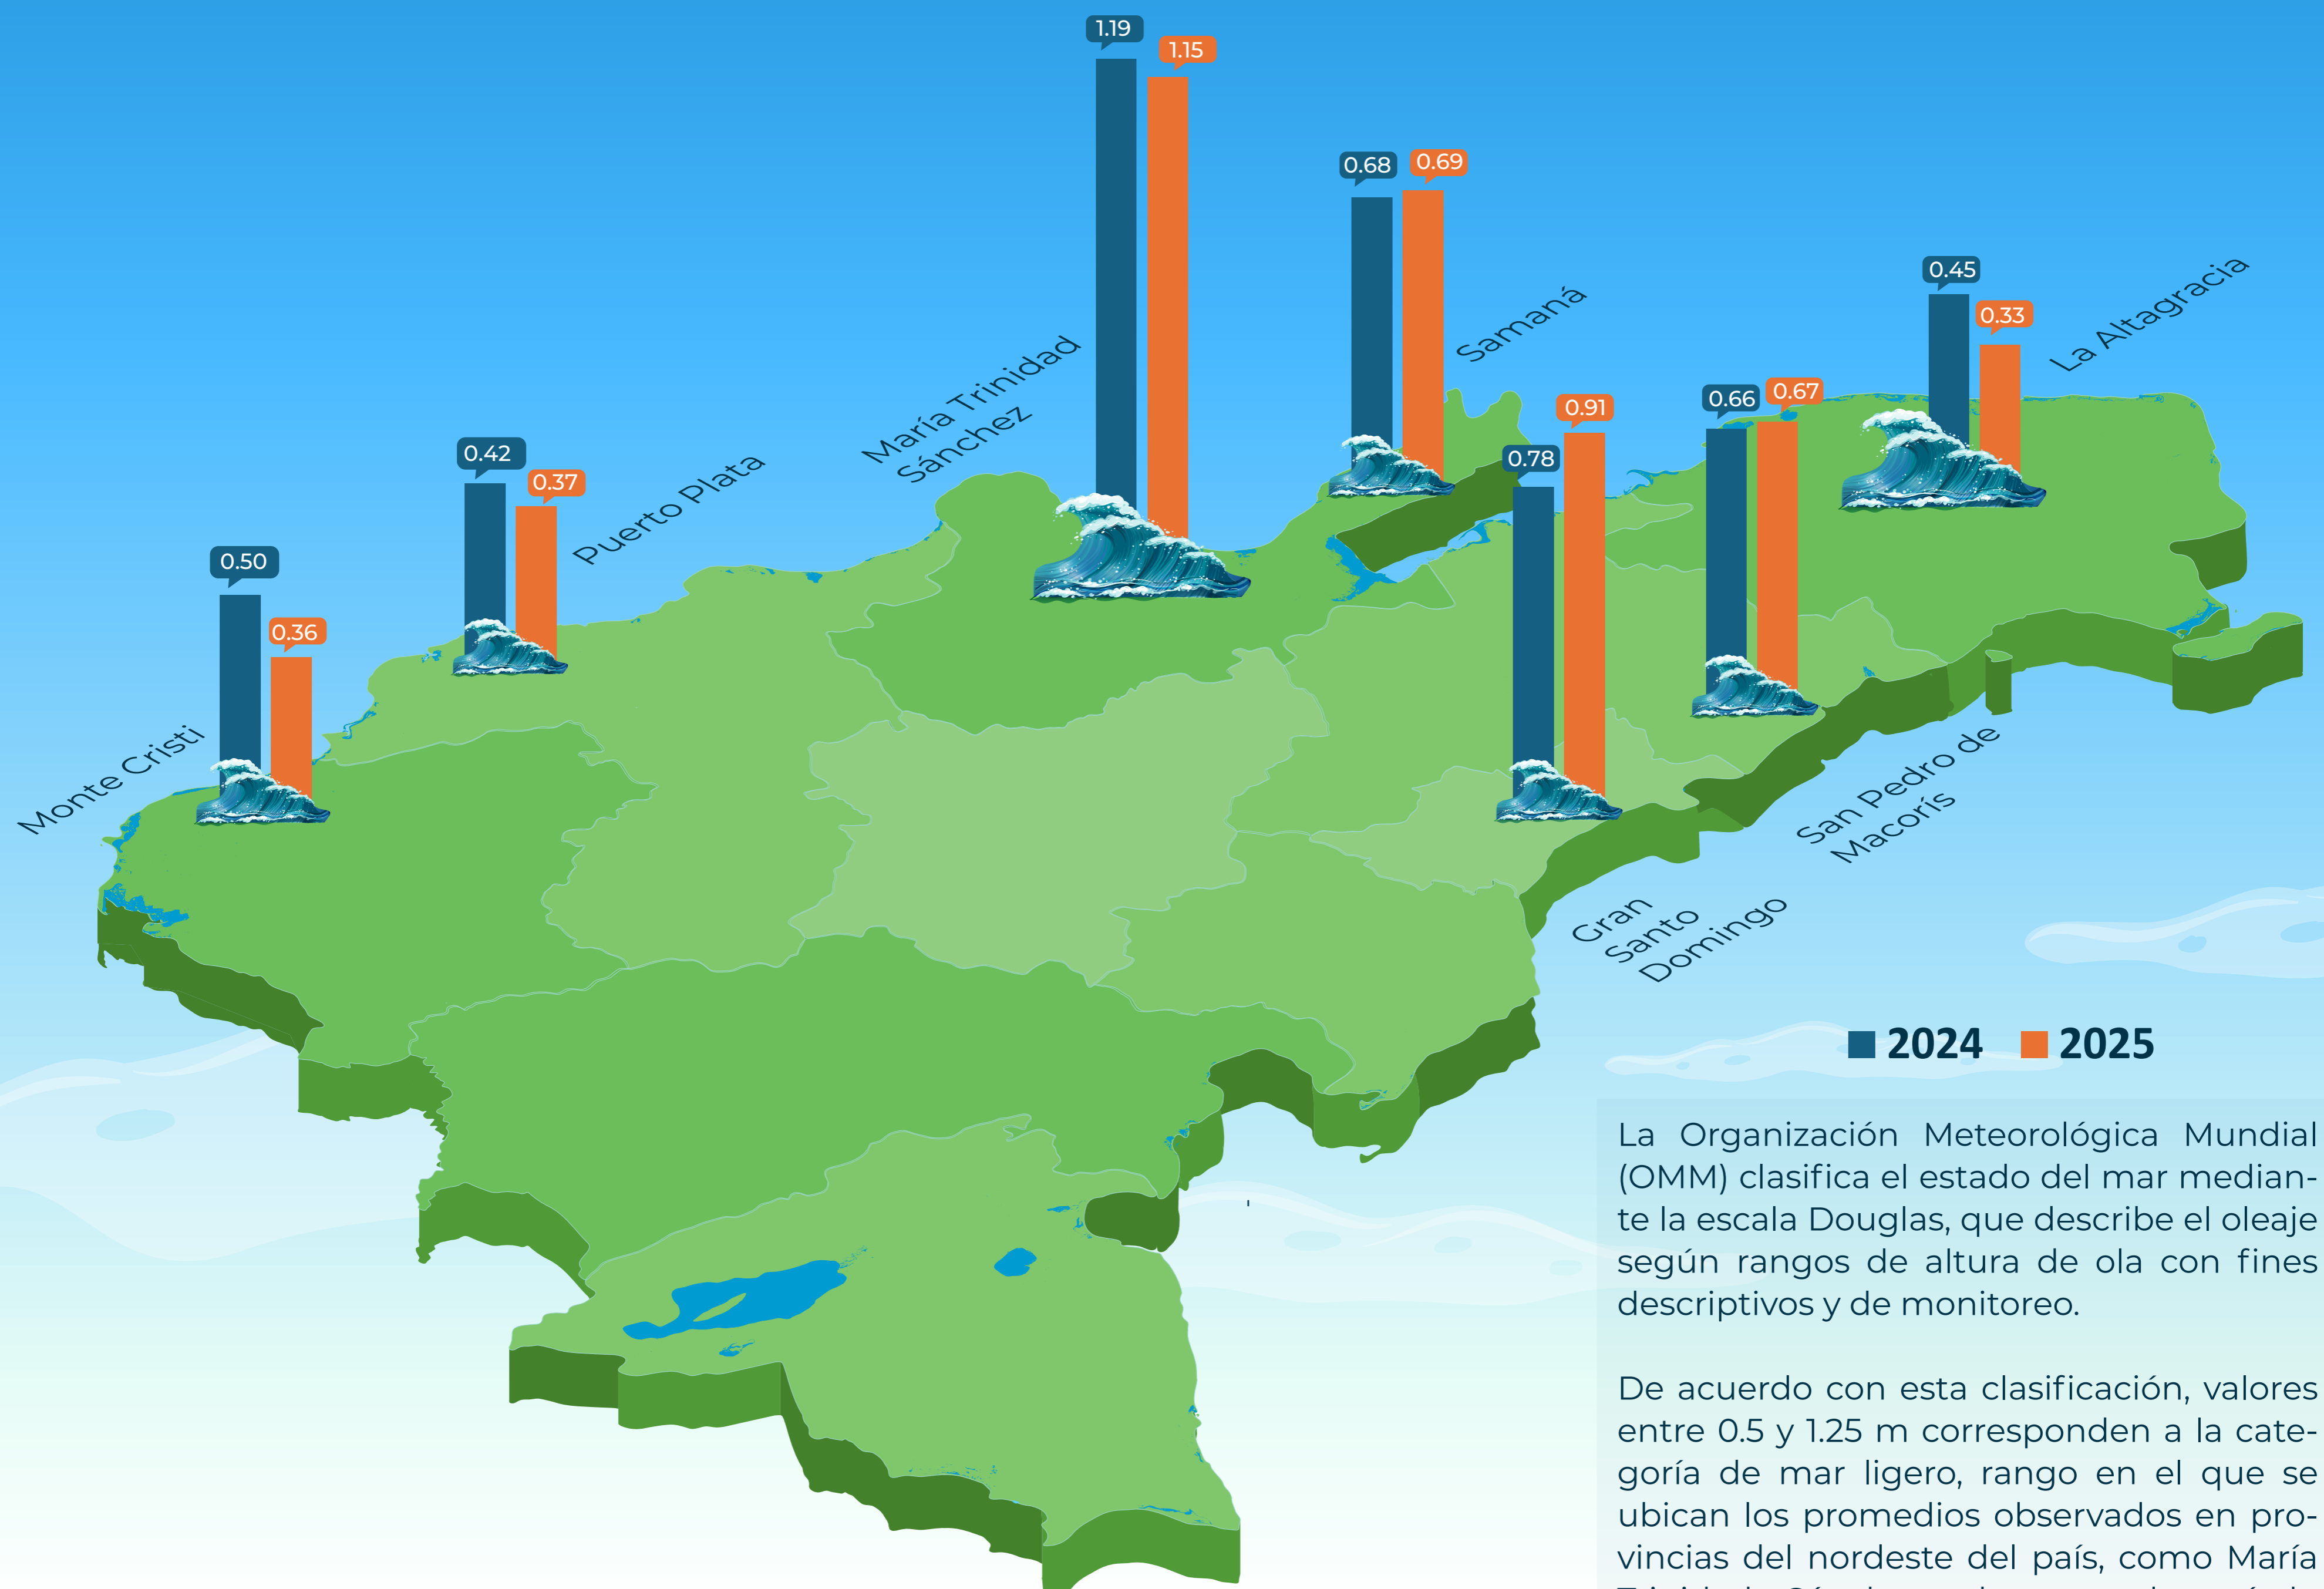 1.19
1.15
0.68
0.69
0.45
0.33
La Altagracia
Samaná
María Trinidad
Sánchez
0.66
0.67
0.78
0.91
0.42
0.37
Puerto Plata
0.50
0.36
Monte Cristi
San Pedro de
Macorís
Gran
Santo
Domingo
2024
2025
La Organización Meteorológica Mundial
(OMM) clasifica el estado del mar median-
te la escala Douglas, que describe el oleaje
según rangos de altura de ola con fines
descriptivos y de monitoreo.
De acuerdo con esta clasificación, valores
entre 0.5 y 1.25 m corresponden a la cate-
goría de mar ligero, rango en el que se
ubican los promedios observados en pro-
vincias del nordeste del país, como María